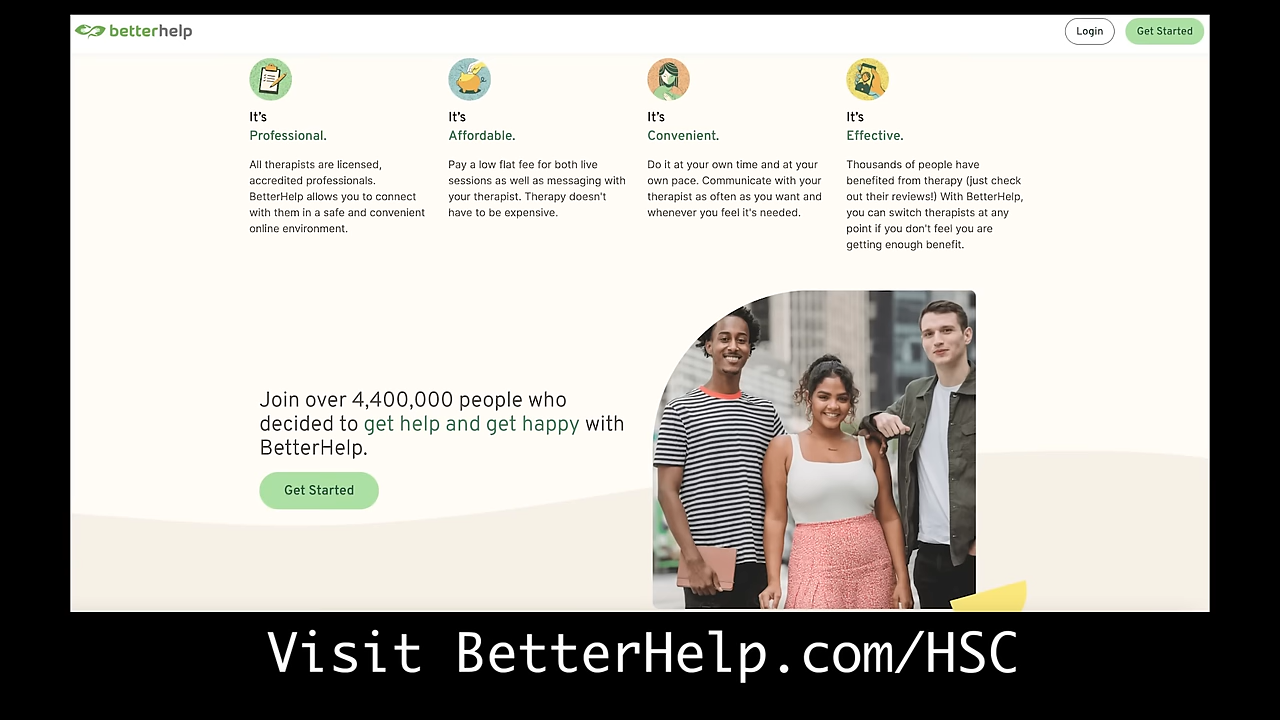 betterhelp
Login
Get Started
It's
Professional.
All therapists are licensed,
accredited professionals.
BetterHelp allows you to connect
with them in a safe and convenient
online environment.
It's
Affordable.
Pay a low flat fee for both live
sessions as well as messaging with
your therapist. Therapy doesn't
have to be expensive.
It's
Convenient.
Do it at your own time and at your
own pace. Communicate with your
therapist as often as you want and
whenever you feel it's needed.
It's
Effective.
Thousands of people have
benefited from therapy (just check
out their reviews!) With BetterHelp,
you can switch therapists at any
point if you don't feel you are
getting enough benefit.
Join over 4,400,000 people who
decided to get help and get happy with
BetterHelp.
Get Started
Visit BetterHelp.com/HSC